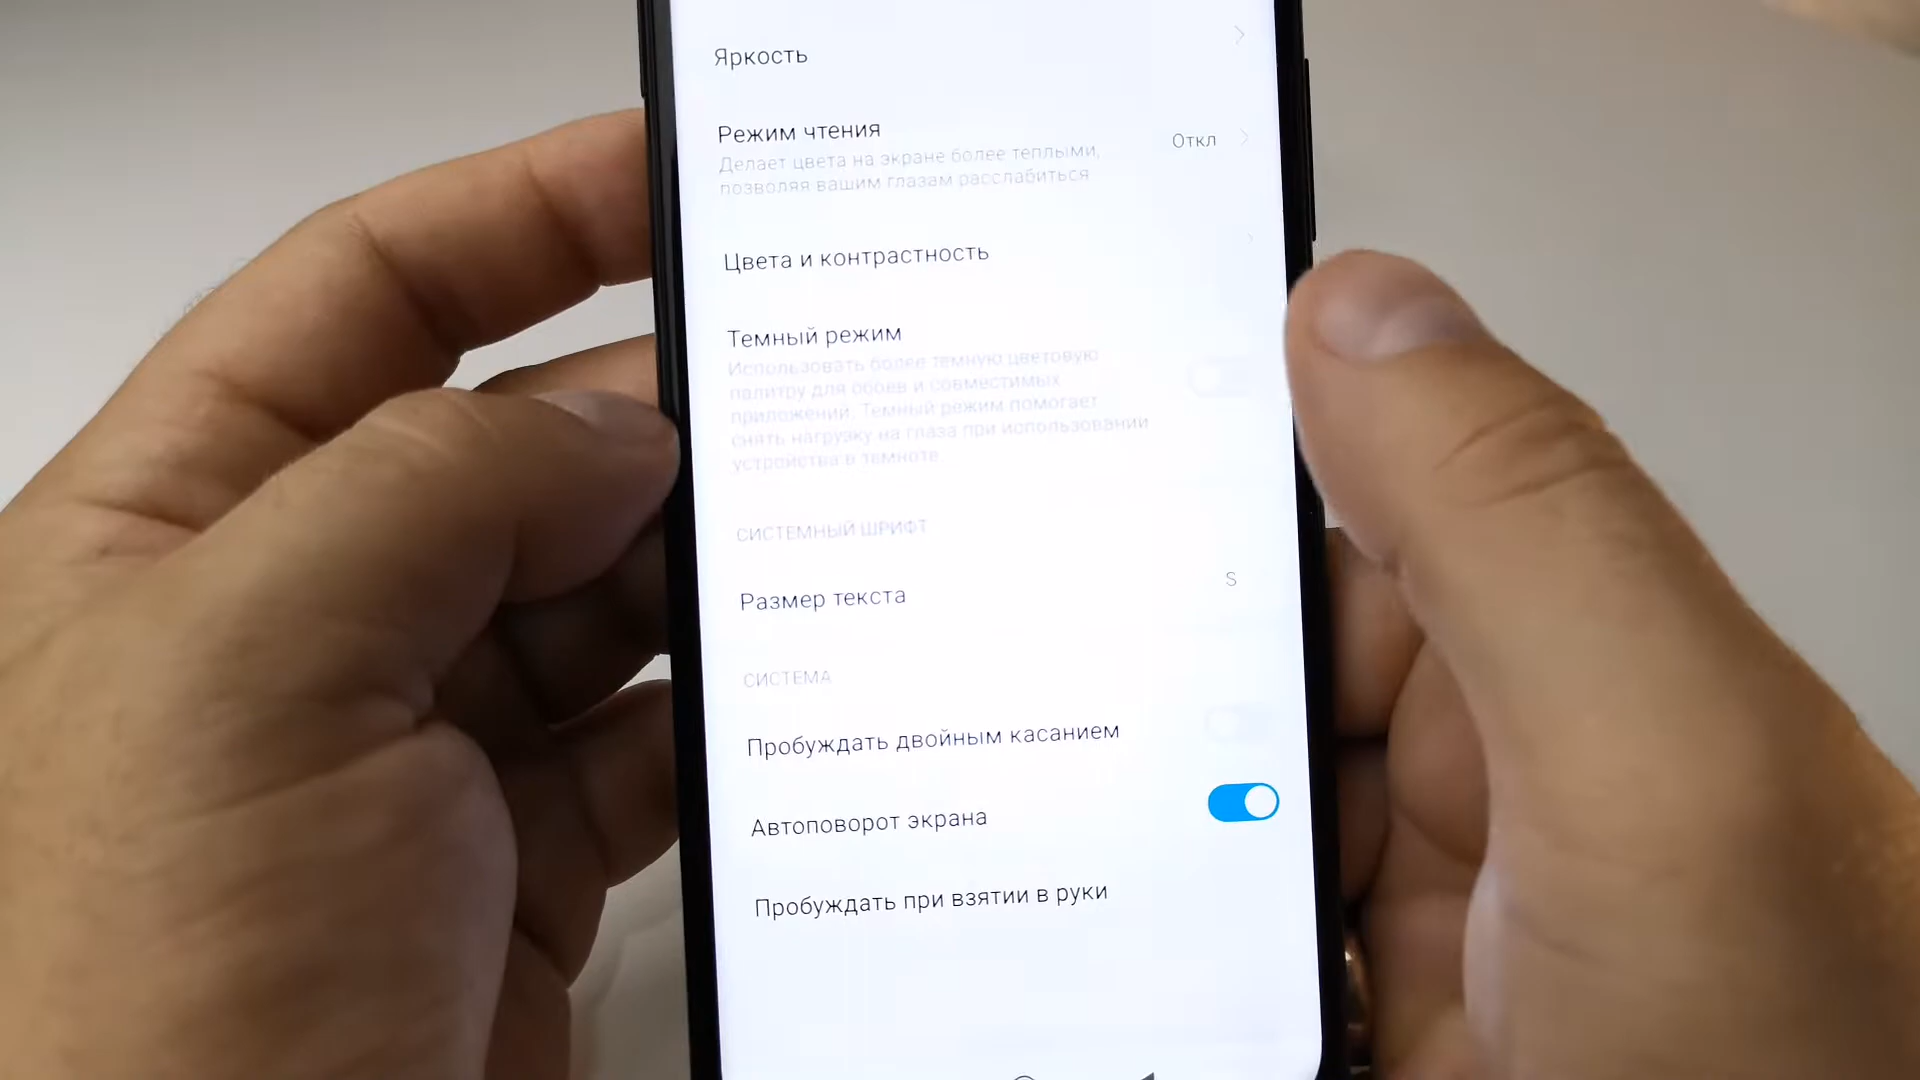 Яркость
Режим чтения
Делает цвета на экране более теплыми,
позволяя вашим глазам расслабиться
Откл
Цвета и контрастность
Темный режим
Использовать более темную цветовую
палитру для обоев и совместимых
приложений. Темный режим помогает
снять нагрузку на глаза при использовании
устройства в темноте.
СИСТЕМНЫЙ ШРИФТ
Размер текста
S
СИСТЕМА
Пробуждать двойным касанием
Автоповорот экрана
Пробуждать при взятии в руки